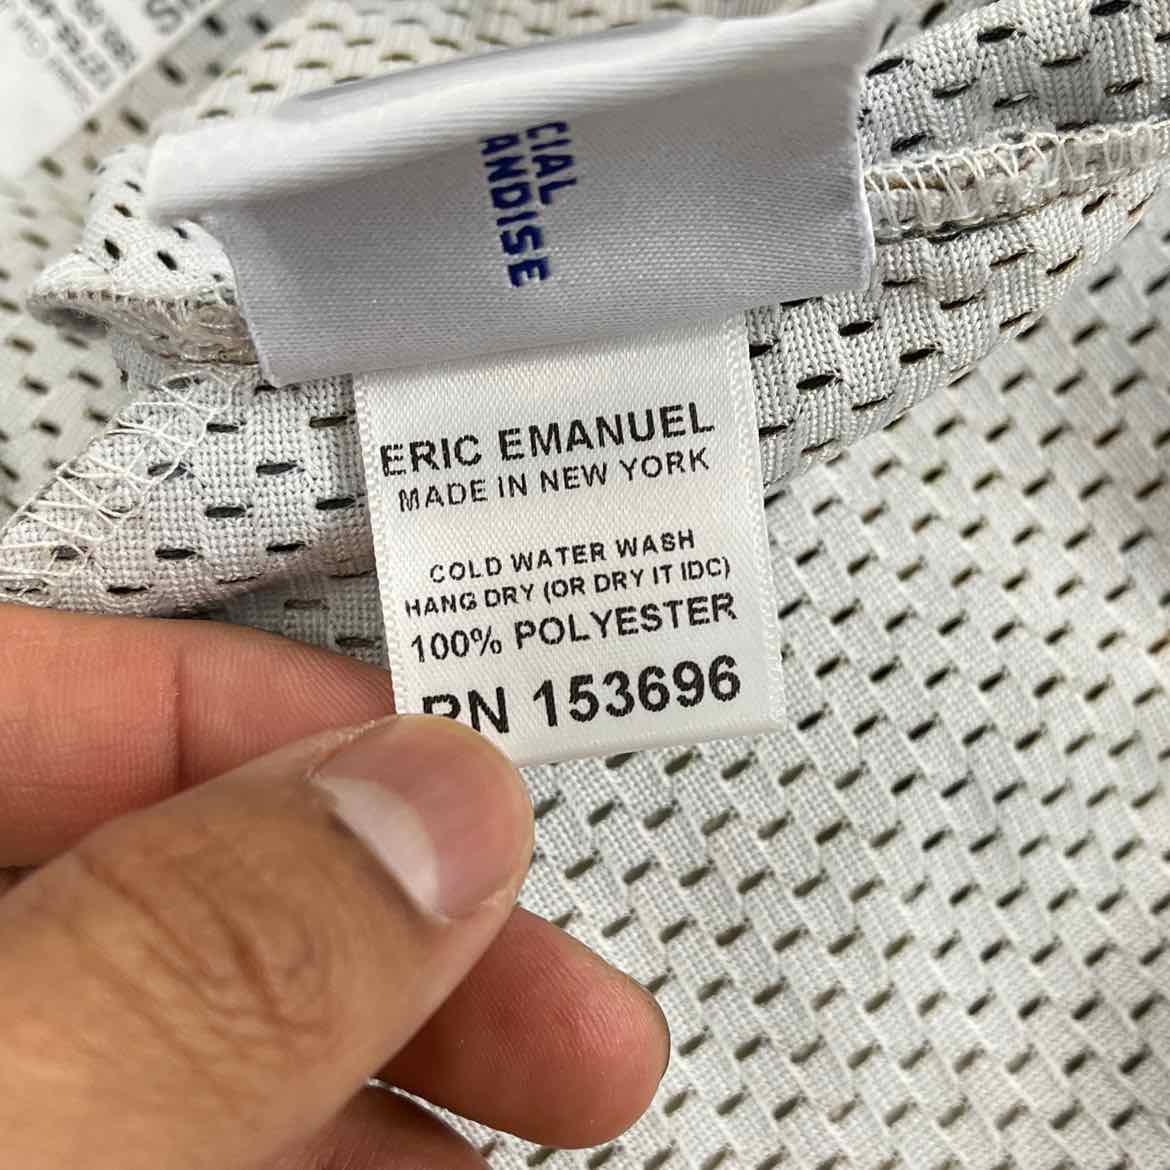 CIAL
ANDISE
ERIC EMANUEL
MADE IN NEW YORK
COLD WATER WASH
HANG DRY (OR DRY IT IDC)
100% POLYESTER
RN 153696